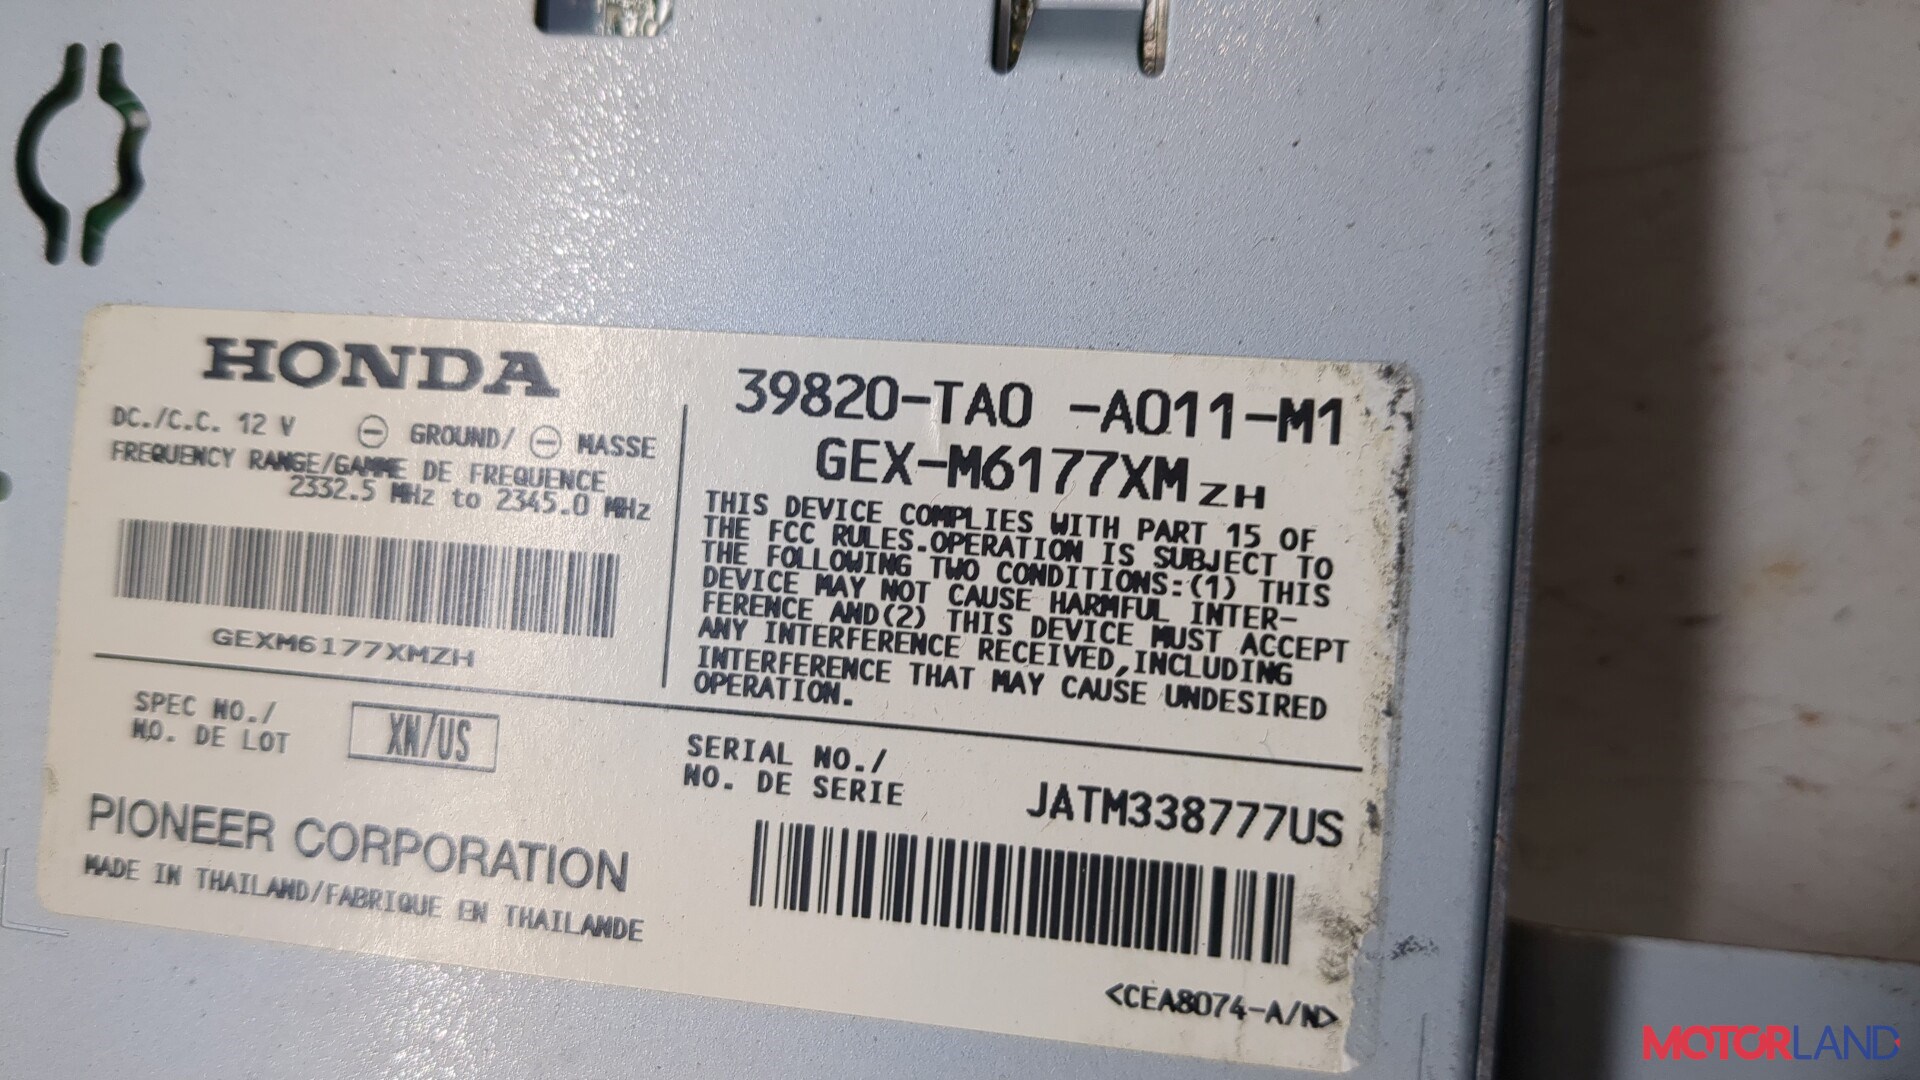 HONDA
DC./C.C. 12 V ⊖ GROUND/ ⊖ MASSE
FREQUENCY RANGE/GAMME DE FREQUENCE
2332.5 MHz to 2345.0 MHz
GEXM6177XMZH
39820-TA0 -A011-M1
GEX-M6177XM ZH
THIS DEVICE COMPLIES WITH PART 15 OF
THE FCC RULES.OPERATION IS SUBJECT TO
THE FOLLOWING TWO CONDITIONS:(1) THIS
DEVICE MAY NOT CAUSE HARMFUL INTER-
FERENCE AND(2) THIS DEVICE MUST ACCEPT
ANY INTERFERENCE RECEIVED,INCLUDING
INTERFERENCE THAT MAY CAUSE UNDESIRED
OPERATION.
SPEC NO./
NO. DE LOT
XN/US
PIONEER CORPORATION
MADE IN THAILAND/FABRIQUE EN THAILANDE
SERIAL NO./
NO. DE SERIE
JATM338777US
<CEA8074-A/N>
MOTORLAND